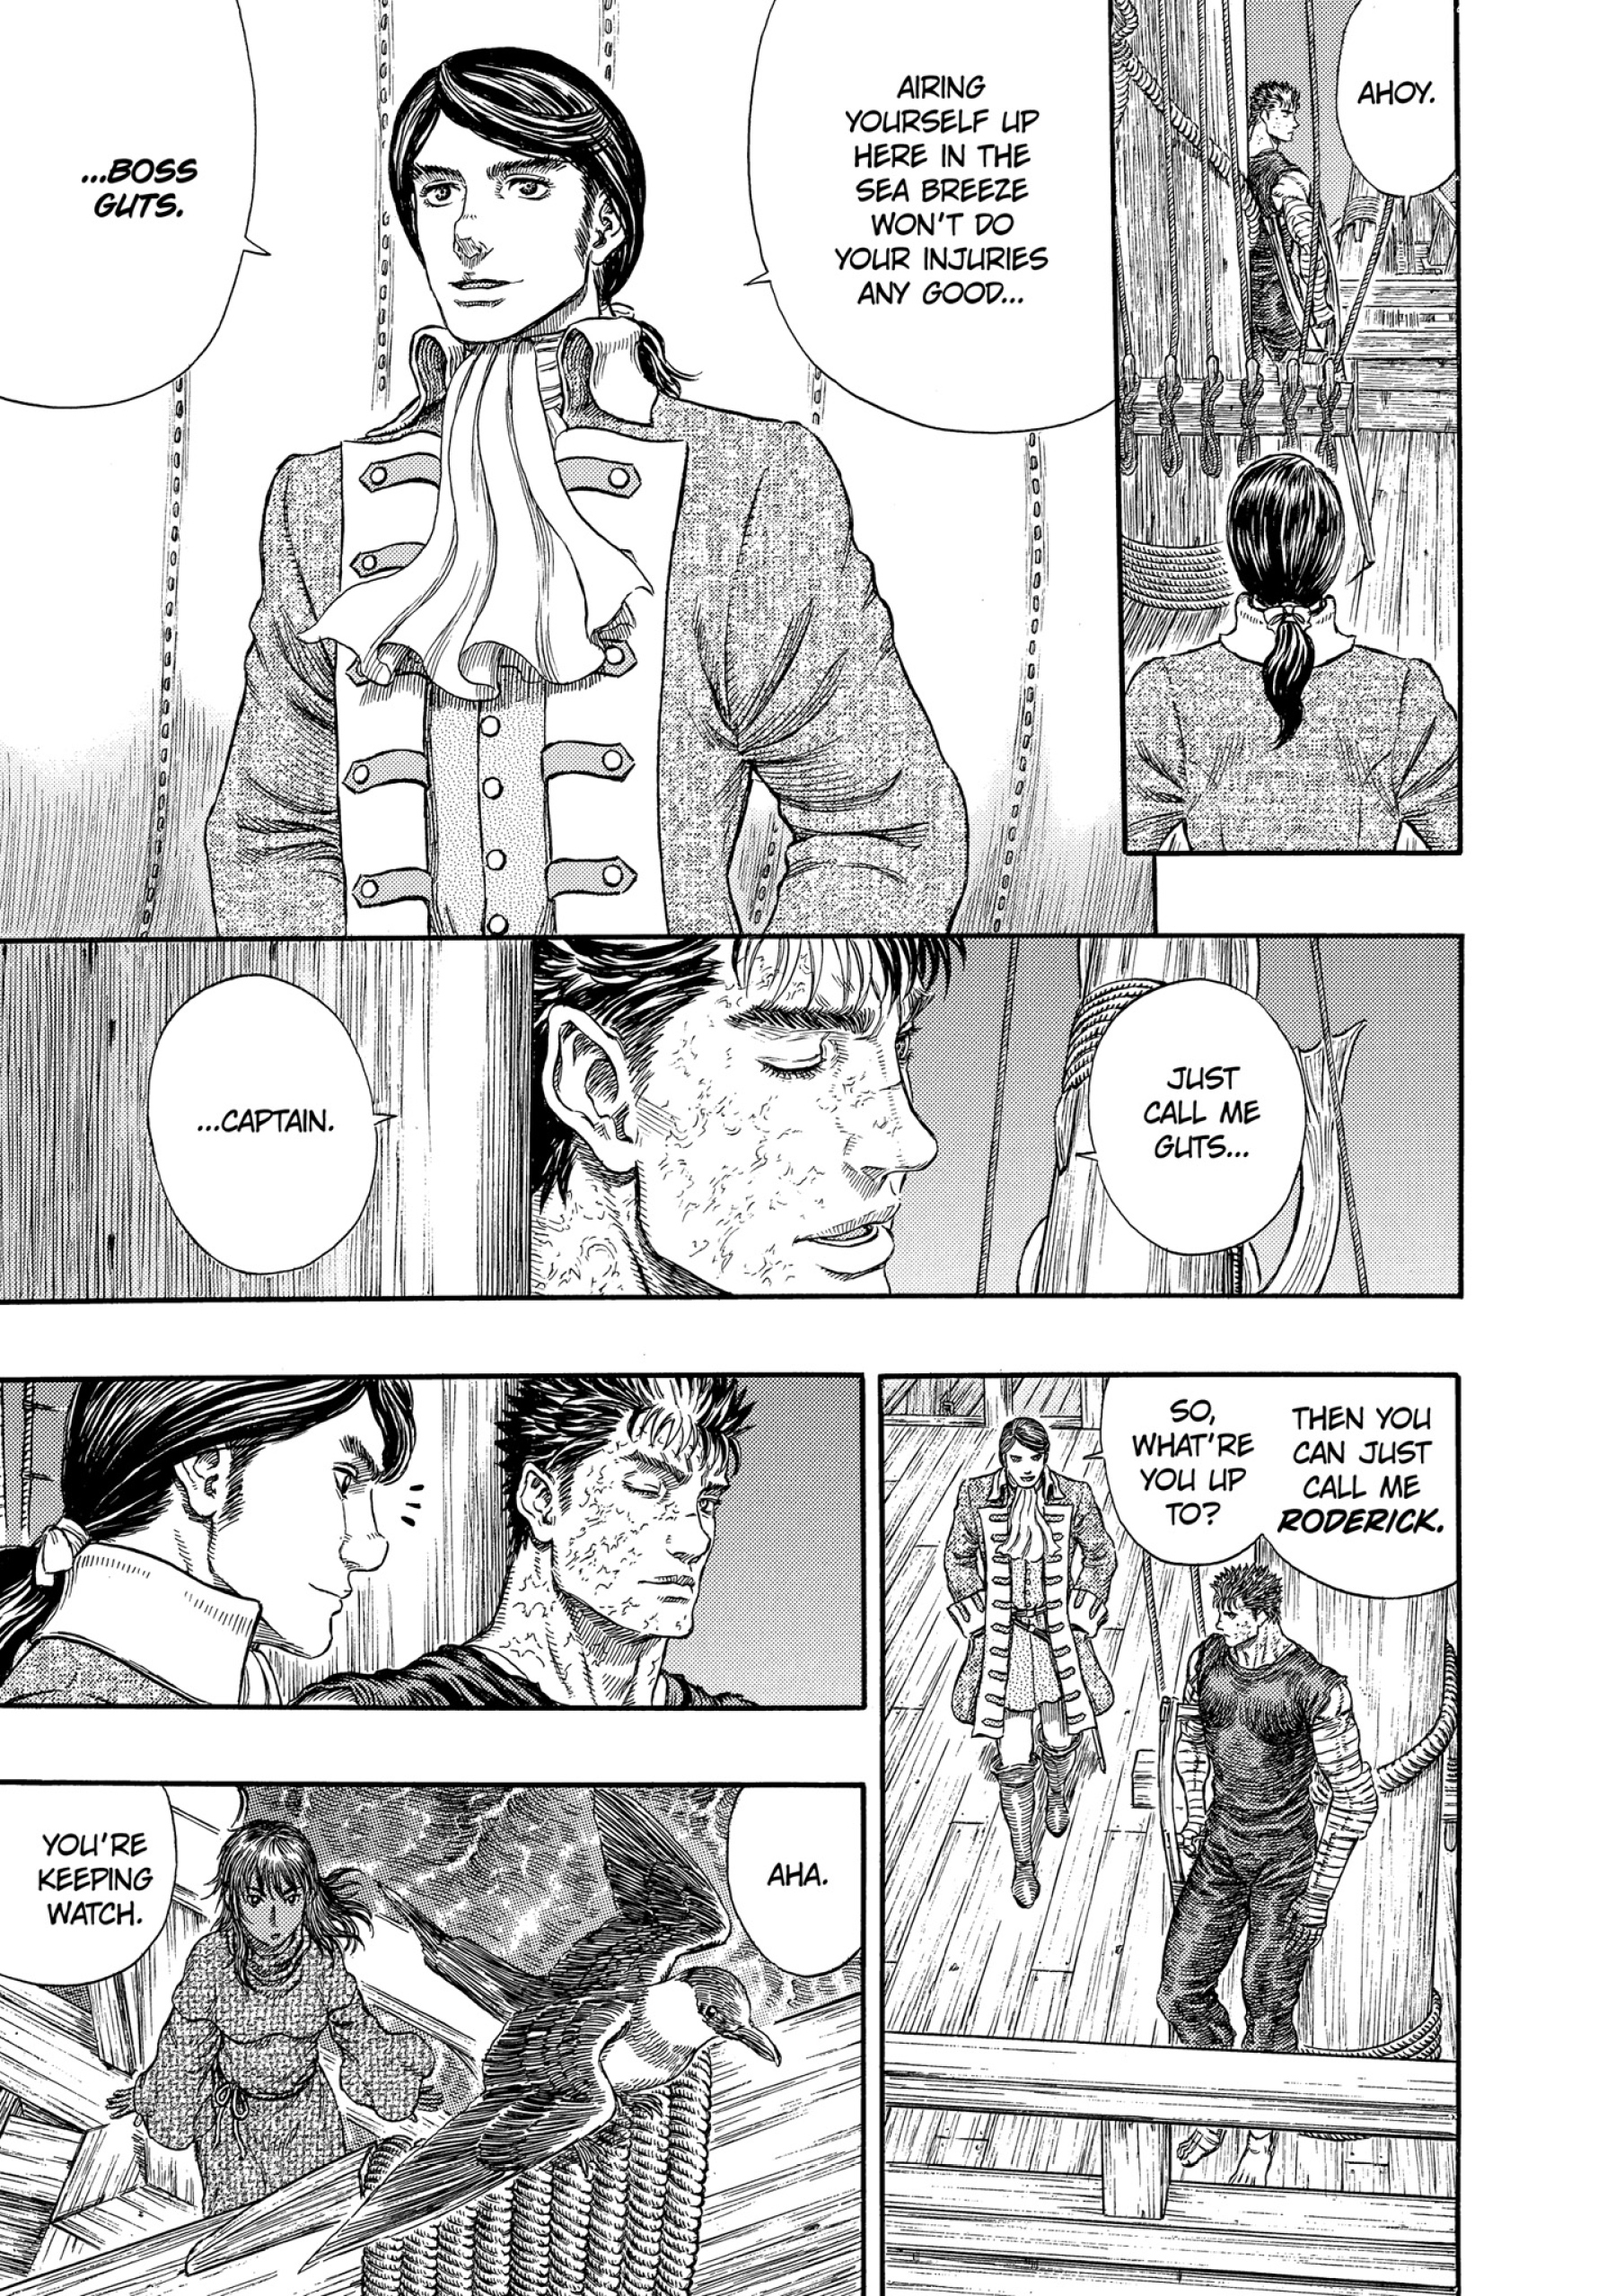 AHOY.
AIRING
YOURSELF UP
HERE IN THE
SEA BREEZE
WON'T DO
YOUR INJURIES
ANY GOOD...
...BOSS
GUTS.
JUST
CALL ME
GUTS...
...CAPTAIN.
THEN YOU
CAN JUST
CALL ME
RODERICK.
SO,
WHAT'RE
YOU UP
TO?
AHA.
YOU'RE
KEEPING
WATCH.